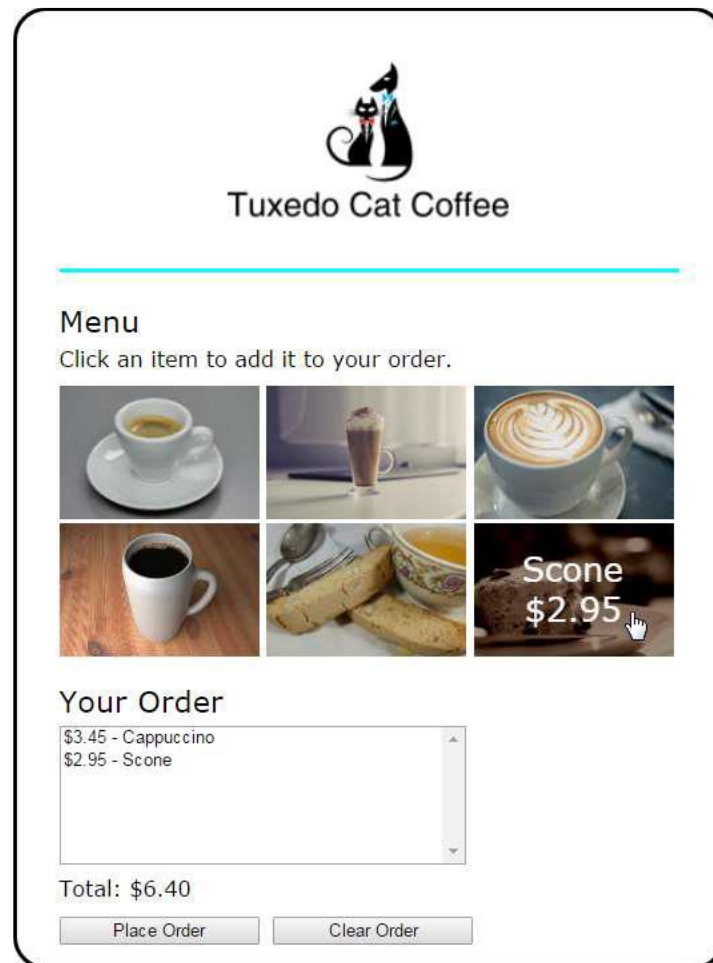 Tuxedo Cat Coffee
Menu
Click an item to add it to your order.
Scone
$2.95
Your Order
$3.45 - Cappuccino
$2.95 - Scone
Total: $6.40
Place Order
Clear Order